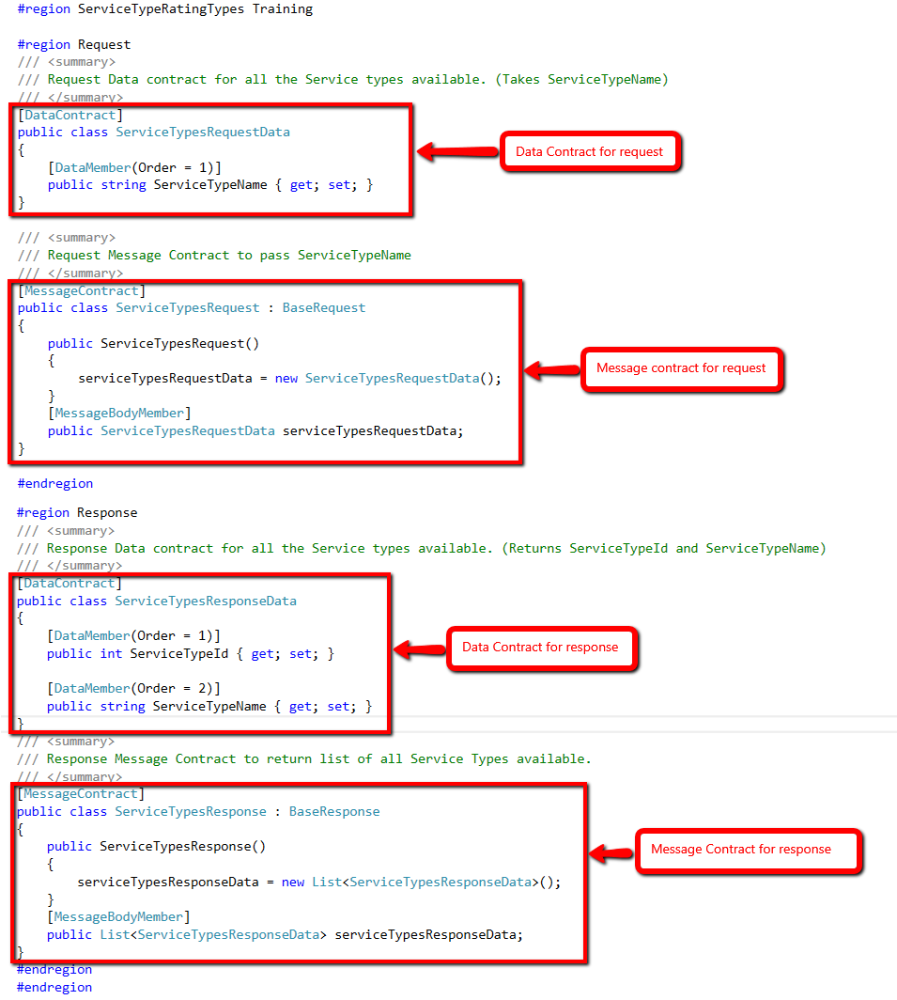 #region ServiceTypeRatingTypes Training
#region Request
/// <summary>
/// Request Data contract for all the Service types available. (Takes ServiceTypeName)
/// </summary>
[DataContract]
public class ServiceTypesRequestData
{
[DataMember(Order = 1)]
public string ServiceTypeName { get; set; }
}
Data Contract for request
/// <summary>
/// Request Message Contract to pass ServiceTypeName
/// </summary>
[MessageContract]
public class ServiceTypesRequest : BaseRequest
{
public ServiceTypesRequest()
{
serviceTypesRequestData = new ServiceTypesRequestData();
}
[MessageBodyMember]
public ServiceTypesRequestData serviceTypesRequestData;
}
Message contract for request
#endregion
#region Response
/// <summary>
/// Response Data contract for all the Service types available. (Returns ServiceTypeId and ServiceTypeName)
/// </summary>
[DataContract]
public class ServiceTypesResponseData
{
[DataMember(Order = 1)]
public int ServiceTypeId { get; set; }
[DataMember(Order = 2)]
public string ServiceTypeName { get; set; }
}
Data Contract for response
/// <summary>
/// Response Message Contract to return list of all Service Types available.
/// </summary>
[MessageContract]
public class ServiceTypesResponse : BaseResponse
{
public ServiceTypesResponse()
{
serviceTypesResponseData = new List<ServiceTypesResponseData>();
}
[MessageBodyMember]
public List<ServiceTypesResponseData> serviceTypesResponseData;
}
Message Contract for response
#endregion
#endregion